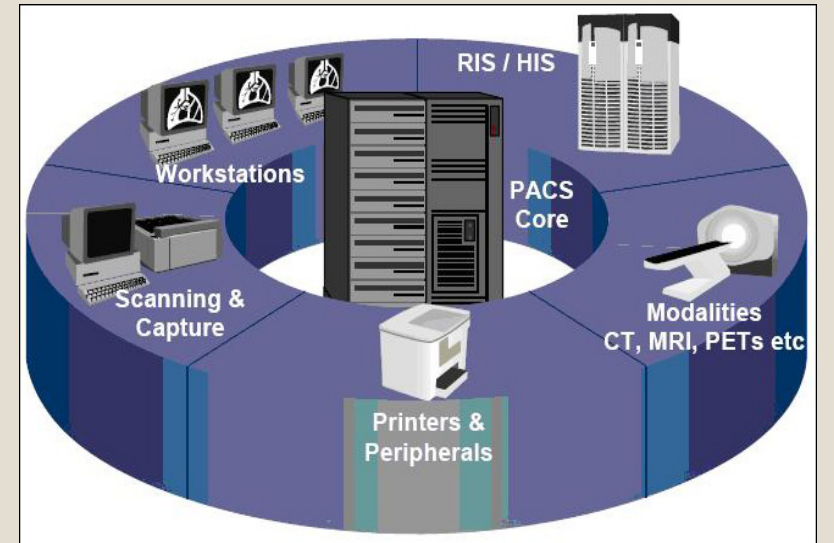 RIS / HIS
Workstations
PACS
Core
Scanning &
Capture
Modalities
CT, MRI, PETs etc
Printers &
Peripherals